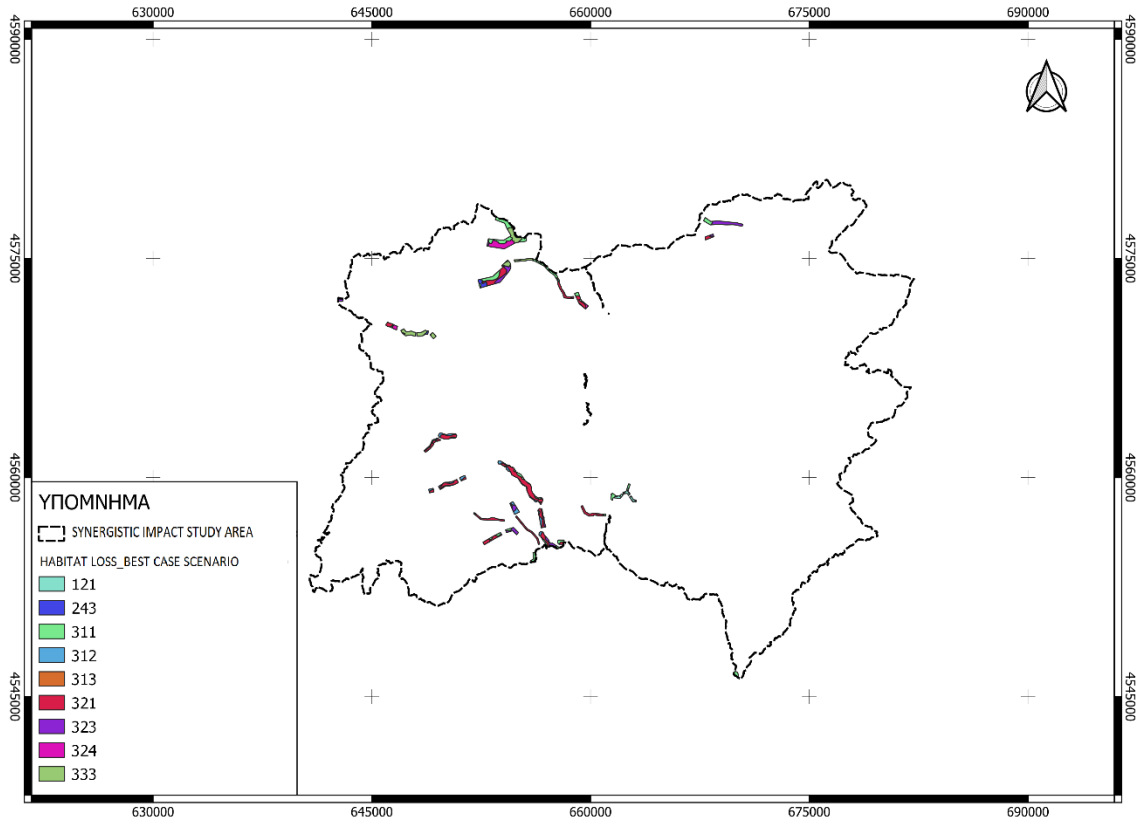 630000 645000 660000 675000 690000
4590000 4590000
4575000 4575000
4560000 4560000
4545000 4545000
ΥΠΟΜΝΗΜΑ
SYNERGISTIC IMPACT STUDY AREA
HABITAT LOSS_BEST CASE SCENARIO
121
243
311
312
313
321
323
324
333
630000 645000 660000 675000 690000